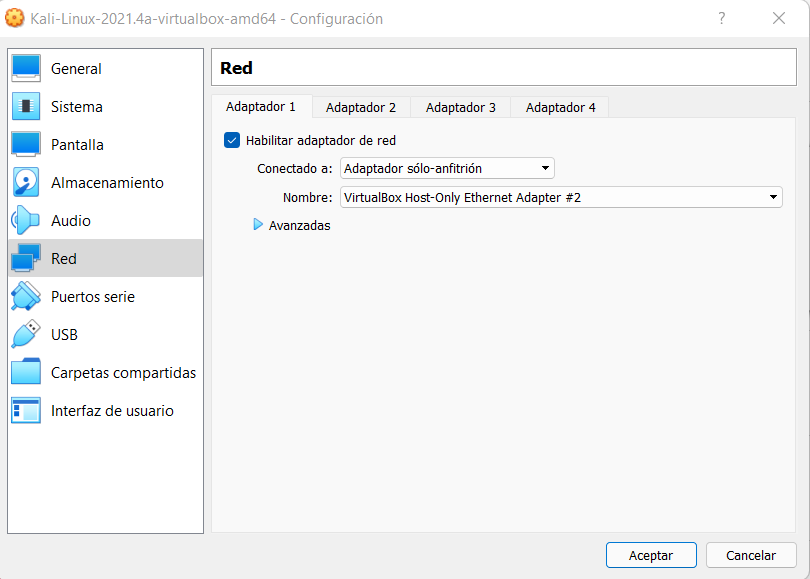 Kali-Linux-2021.4a-virtualbox-amd64 - Configuración
?
General
Sistema
Pantalla
Almacenamiento
Audio
Red
Puertos serie
USB
Carpetas compartidas
Interfaz de usuario
Red
Adaptador 1 Adaptador 2 Adaptador 3 Adaptador 4
Habilitar adaptador de red
Conectado a: Adaptador sólo-anfitrión
Nombre: VirtualBox Host-Only Ethernet Adapter #2
Avanzadas
Aceptar Cancelar